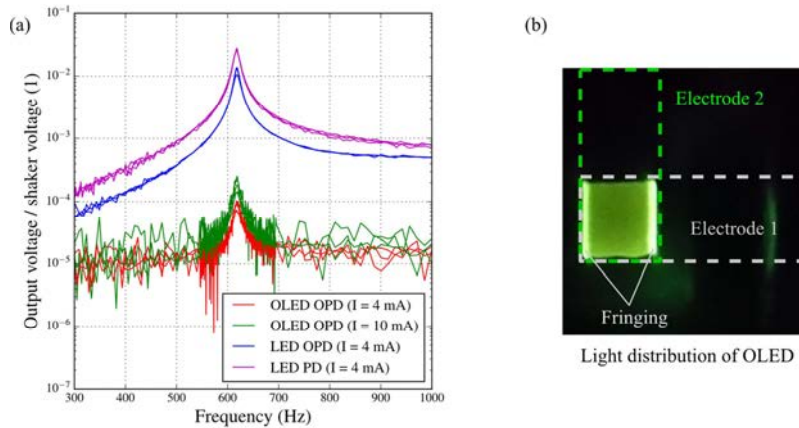 (a)
Output voltage / shaker voltage (1)
10⁻¹
10⁻²
10⁻³
10⁻⁴
10⁻⁵
10⁻⁶
10⁻⁷
OLED OPD (I = 4 mA)
OLED OPD (I = 10 mA)
LED OPD (I = 4 mA)
LED PD (I = 4 mA)
300 400 500 600 700 800 900 1000
Frequency (Hz)
(b)
Electrode 2
Electrode 1
Fringing
Light distribution of OLED